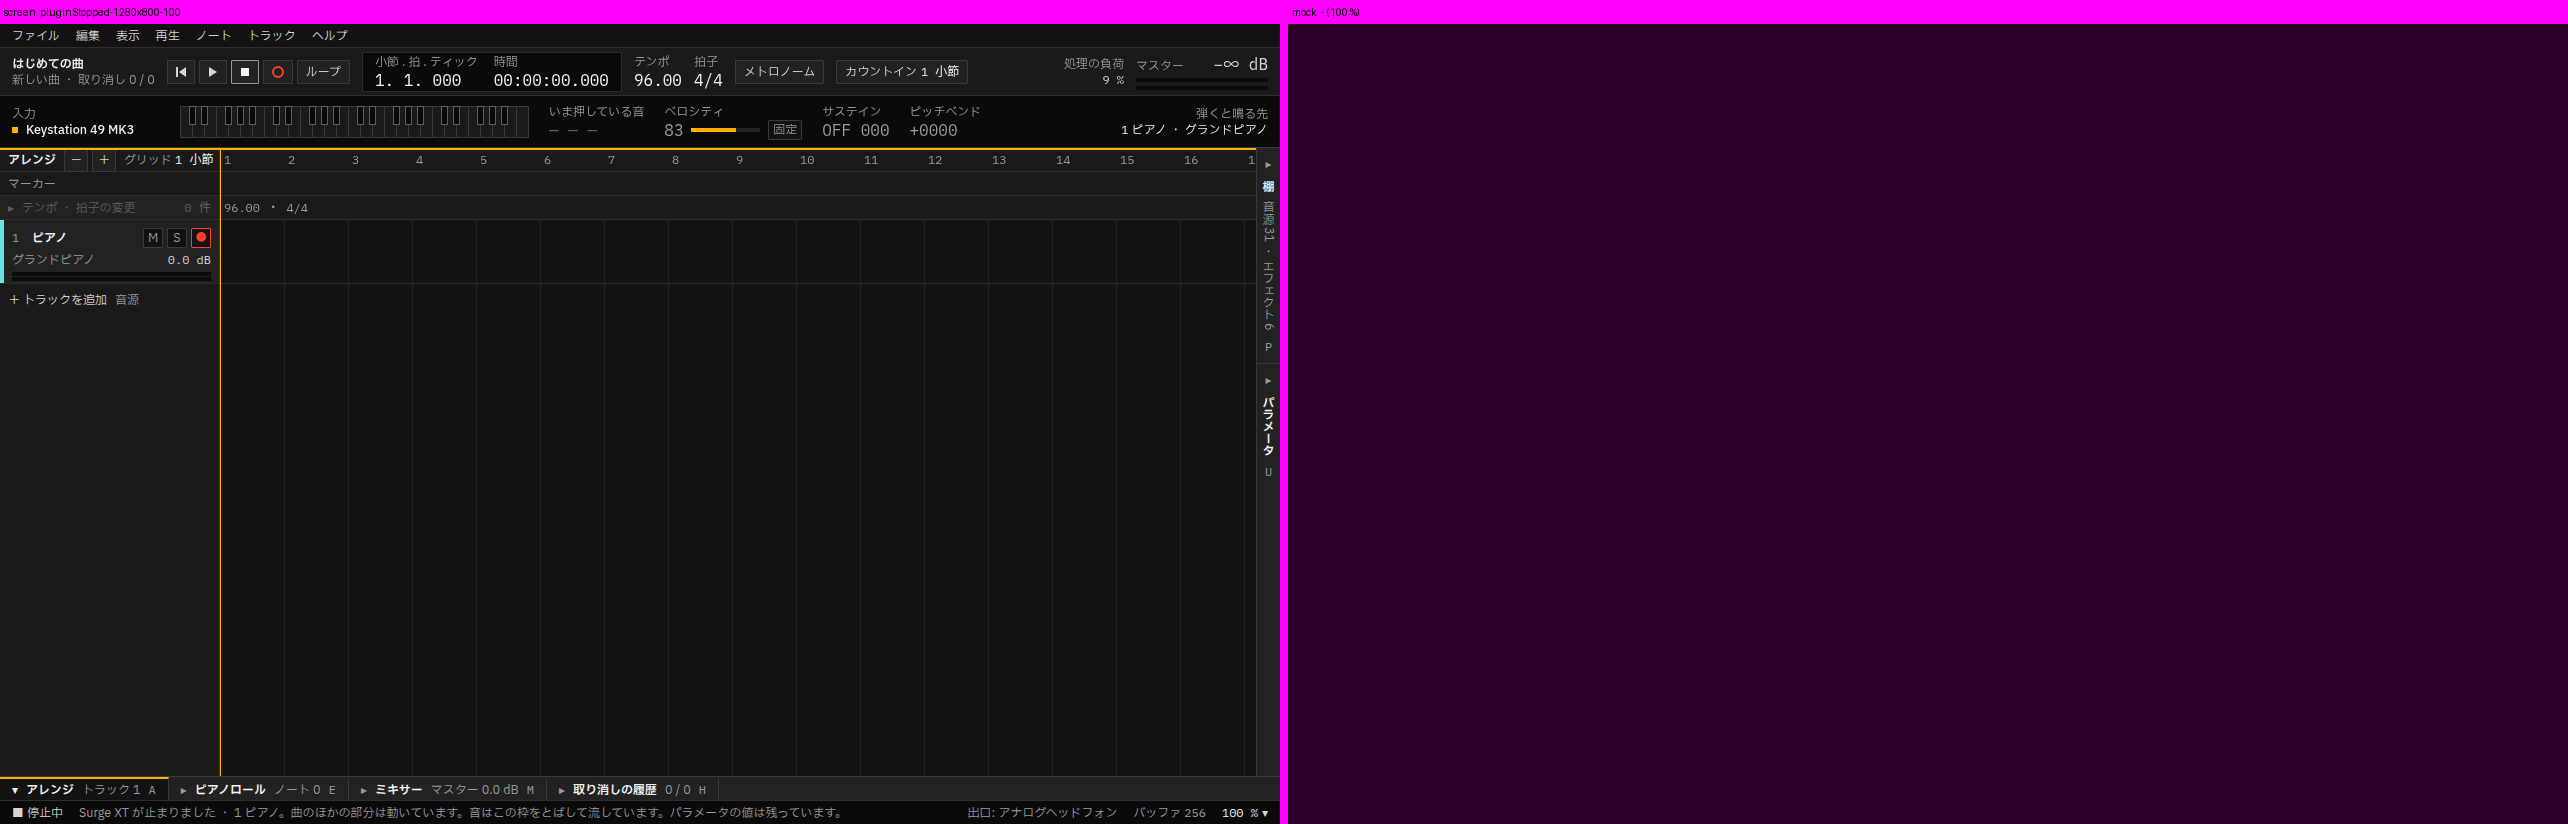 screen pluginStopped-1280x800-100
mock - (100%)
ファイル 編集 表示 再生 ノート トラック ヘルプ
はじめての曲
新しい曲 · 取り消し 0 / 0
ループ
小節 . 拍 . ティック 時間
1. 1. 000 00:00:00.000
テンポ 拍子
96.00 4/4
メトロノーム
カウントイン 1 小節
処理の負荷
9 %
マスター −∞ dB
入力
Keystation 49 MK3
いま押している音
— — —
ベロシティ
83 固定
サステイン
OFF 000
ピッチベンド
+0000
弾くと鳴る先
1 ピアノ · グランドピアノ
アレンジ − + グリッド 1 小節
1 2 3 4 5 6 7 8 9 10 11 12 13 14 15 16 1
マーカー
▸ テンポ · 拍子の変更 0 件
96.00 · 4/4
1 ピアノ M S
グランドピアノ 0.0 dB
+ トラックを追加 音源
▸ 棚 音源31 · エフェクト6 P
▸ パラメータ U
▾ アレンジ トラック 1 A
▸ ピアノロール ノート 0 E
▸ ミキサー マスター 0.0 dB M
▸ 取り消しの履歴 0 / 0 H
■ 停止中 Surge XT が止まりました · 1 ピアノ。曲のほかの部分は動いています。音はこの枠をとばして流しています。パラメータの値は残っています。
出口: アナログヘッドフォン バッファ 256 100 % ▾